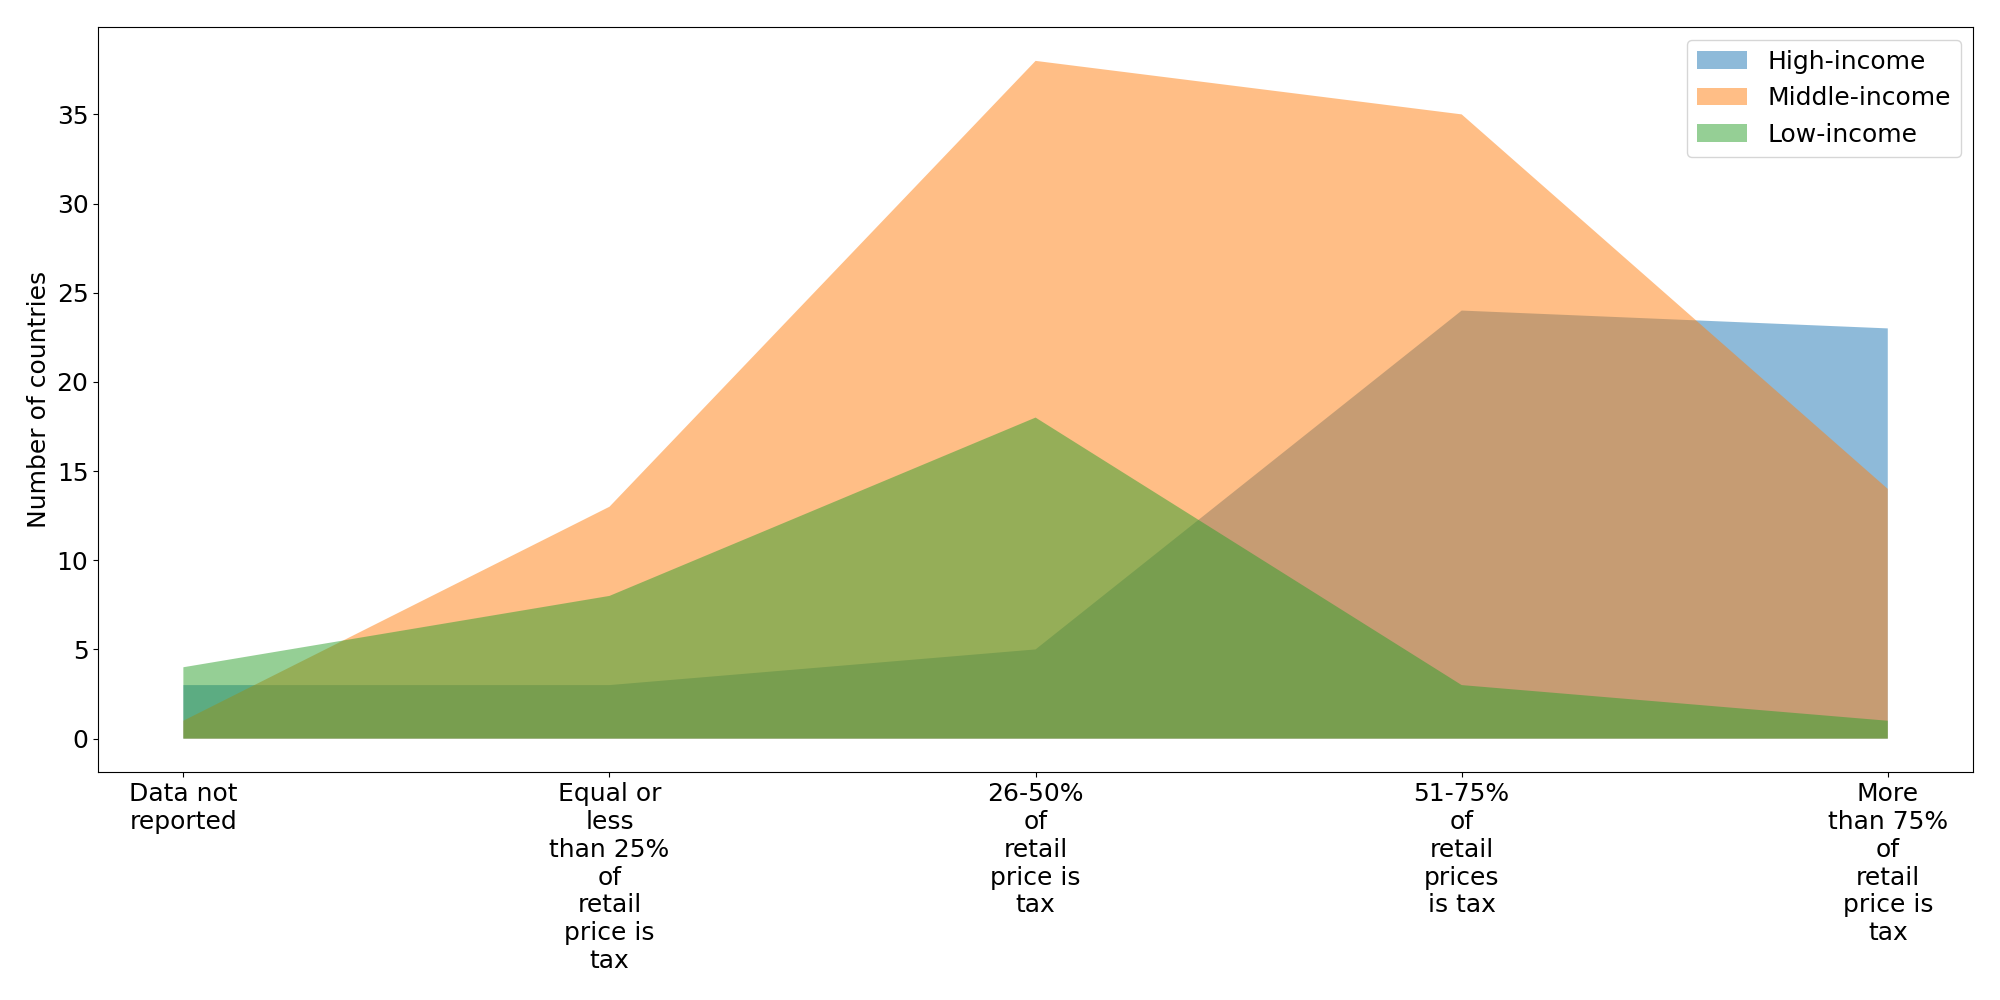 High-income
Middle-income
Low-income
Number of countries
35
30
25
20
15
10
5
0
Data not
reported
Equal or
less
than 25%
of
retail
price is
tax
26-50%
of
retail
price is
tax
51-75%
of
retail
prices
is tax
More
than 75%
of
retail
price is
tax